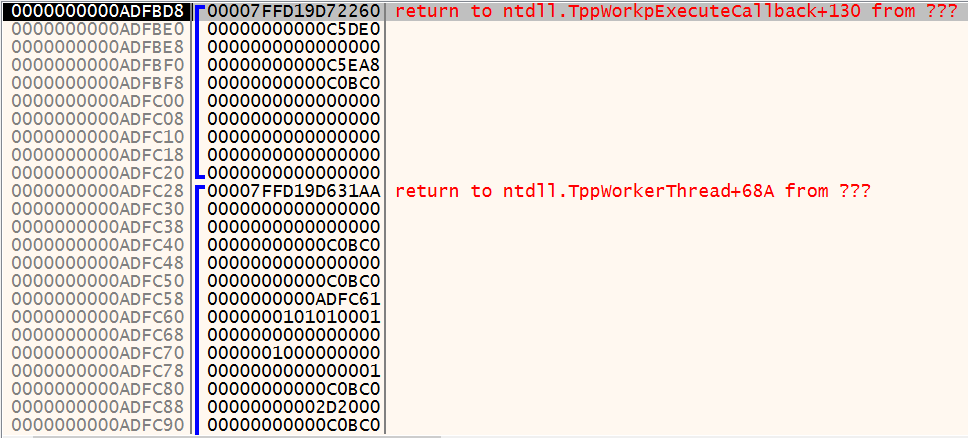 0000000000ADFBD8 00007FFD19D72260 return to ntdll.TppWorkpExecuteCallback+130 from ???
0000000000ADFBE0 00000000000C5DE0
0000000000ADFBE8 0000000000000000
0000000000ADFBF0 00000000000C5EA8
0000000000ADFBF8 00000000000C0BC0
0000000000ADFC00 0000000000000000
0000000000ADFC08 0000000000000000
0000000000ADFC10 0000000000000000
0000000000ADFC18 0000000000000000
0000000000ADFC20 0000000000000000
0000000000ADFC28 00007FFD19D631AA return to ntdll.TppWorkerThread+68A from ???
0000000000ADFC30 0000000000000000
0000000000ADFC38 0000000000000000
0000000000ADFC40 00000000000C0BC0
0000000000ADFC48 0000000000000000
0000000000ADFC50 00000000000C0BC0
0000000000ADFC58 0000000000ADFC61
0000000000ADFC60 0000000101010001
0000000000ADFC68 0000000000000000
0000000000ADFC70 0000001000000000
0000000000ADFC78 0000000000000001
0000000000ADFC80 00000000000C0BC0
0000000000ADFC88 00000000002D2000
0000000000ADFC90 00000000000C0BC0